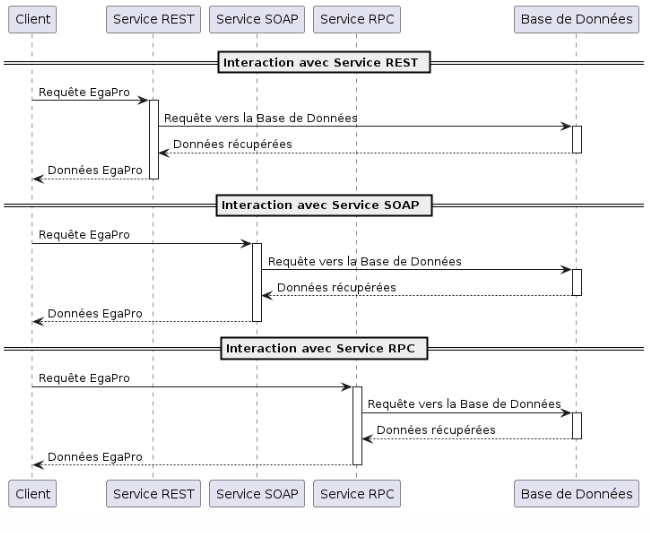 Client
Service REST
Service SOAP
Service RPC
Base de Données
Interaction avec Service REST
Requête EgaPro
Requête vers la Base de Données
Données récupérées
Données EgaPro
Interaction avec Service SOAP
Requête EgaPro
Requête vers la Base de Données
Données récupérées
Données EgaPro
Interaction avec Service RPC
Requête EgaPro
Requête vers la Base de Données
Données récupérées
Données EgaPro
Client
Service REST
Service SOAP
Service RPC
Base de Données